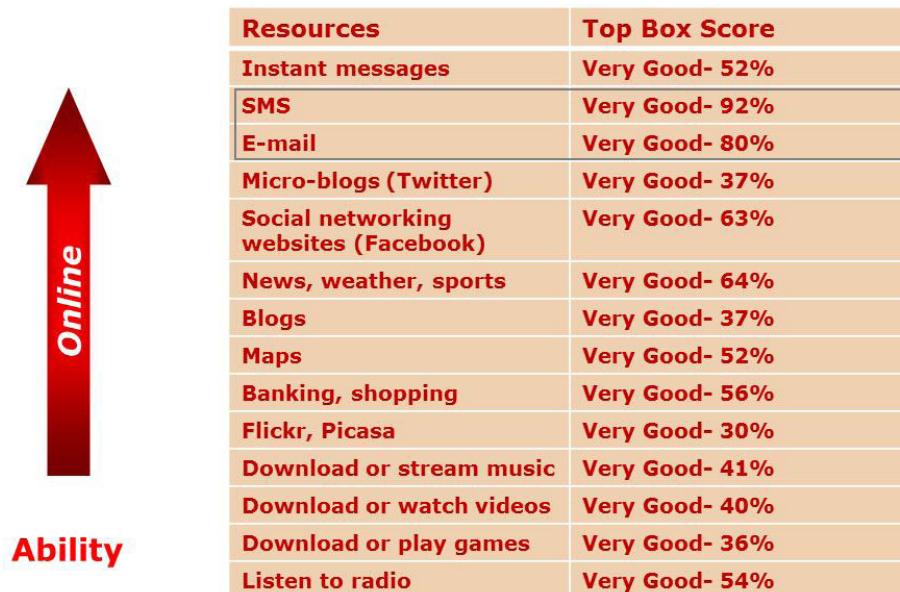 Resources Top Box Score
Instant messages Very Good- 52%
SMS Very Good- 92%
E-mail Very Good- 80%
Micro-blogs (Twitter) Very Good- 37%
Social networking Very Good- 63%
websites (Facebook)
News, weather, sports Very Good- 64%
Blogs Very Good- 37%
Maps Very Good- 52%
Banking, shopping Very Good- 56%
Flickr, Picasa Very Good- 30%
Download or stream music Very Good- 41%
Download or watch videos Very Good- 40%
Download or play games Very Good- 36%
Listen to radio Very Good- 54%
Online
Ability